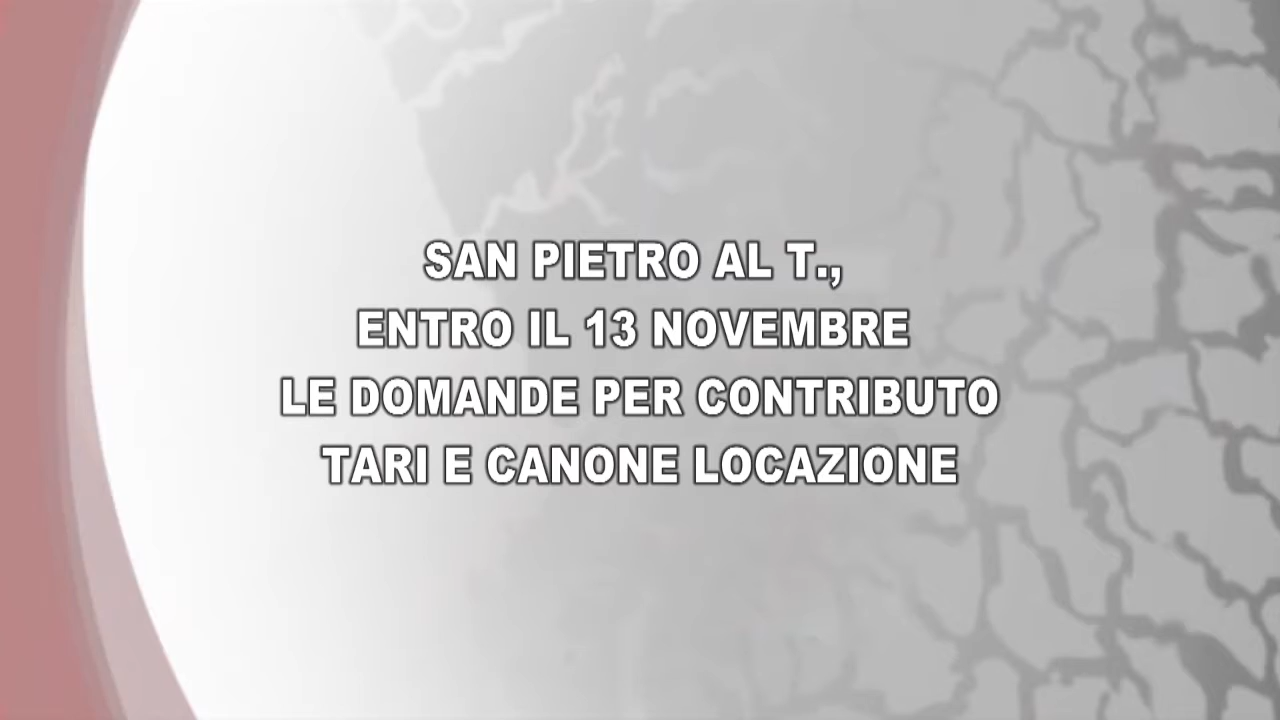 SAN PIETRO AL T.,
ENTRO IL 13 NOVEMBRE
LE DOMANDE PER CONTRIBUTO
TARI E CANONE LOCAZIONE